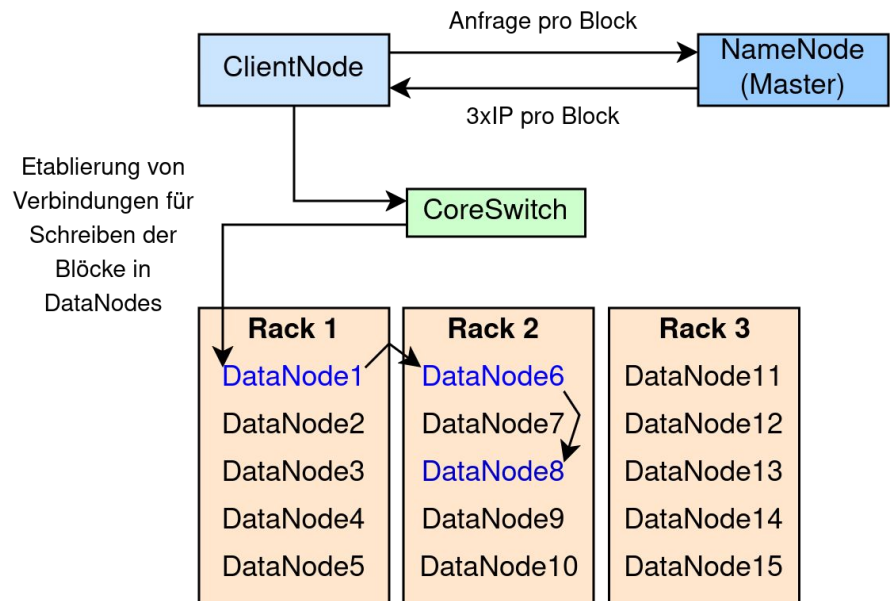 Anfrage pro Block
ClientNode
NameNode
(Master)
3xIP pro Block
Etablierung von
Verbindungen für
Schreiben der
Blöcke in
DataNodes
CoreSwitch
Rack 1
DataNode1
DataNode2
DataNode3
DataNode4
DataNode5
Rack 2
DataNode6
DataNode7
DataNode8
DataNode9
DataNode10
Rack 3
DataNode11
DataNode12
DataNode13
DataNode14
DataNode15